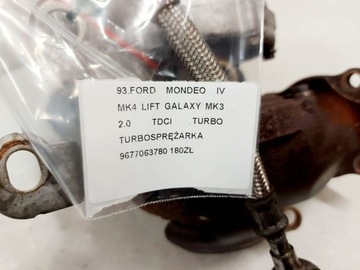 93.FORD MONDEO IV
MK4 LIFT GALAXY MK3
2.0 TDCI TURBO
TURBOSPRĘŻARKA
9677063780 180ZŁ